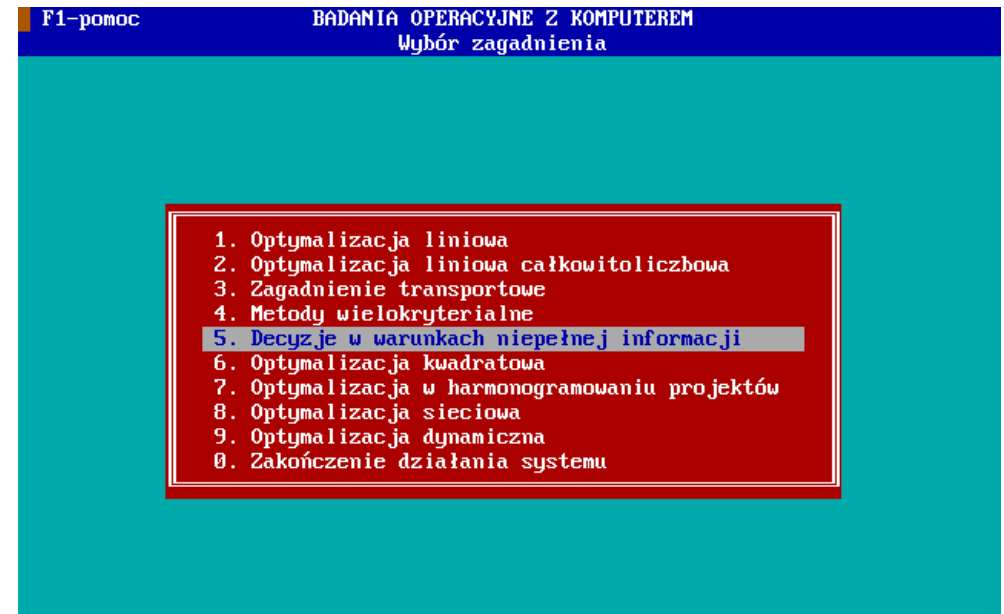 F1-pomoc BADANIA OPERACYJNE Z KOMPUTEREM
Wybór zagadnienia
1. Optymalizacja liniowa
2. Optymalizacja liniowa całkowitoliczbowa
3. Zagadnienie transportowe
4. Metody wielokryterialne
5. Decyzje w warunkach niepełnej informacji
6. Optymalizacja kwadratowa
7. Optymalizacja w harmonogramowaniu projektów
8. Optymalizacja sieciowa
9. Optymalizacja dynamiczna
0. Zakończenie działania systemu